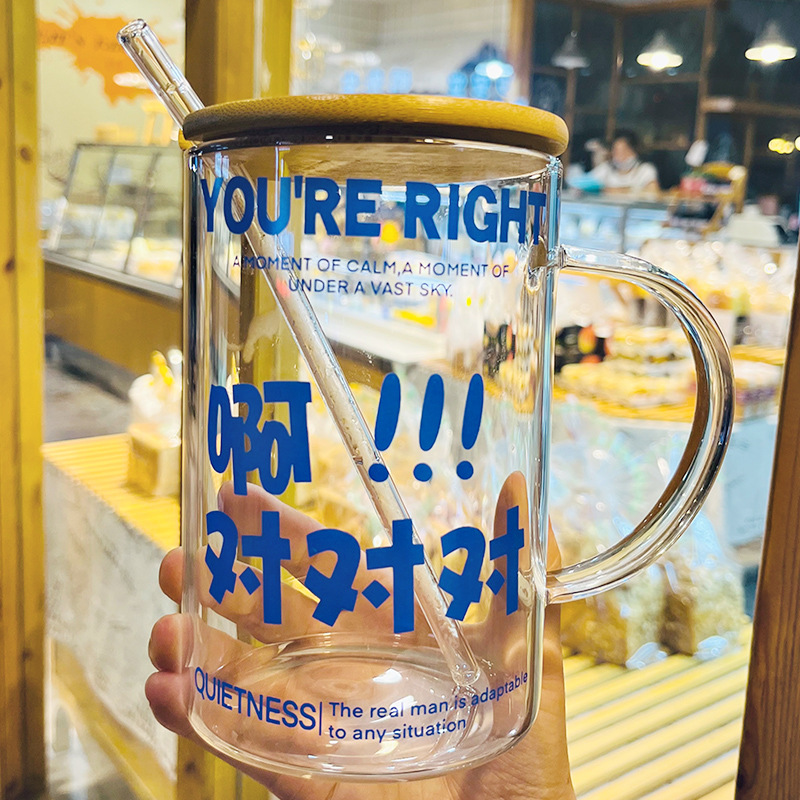 YOU'RE RIGHT
A MOMENT OF CALM,A MOMENT OF
UNDER A VAST SKY.
啊!!!
对对对
QUIETNESS|The real man is adaptable
to any situation